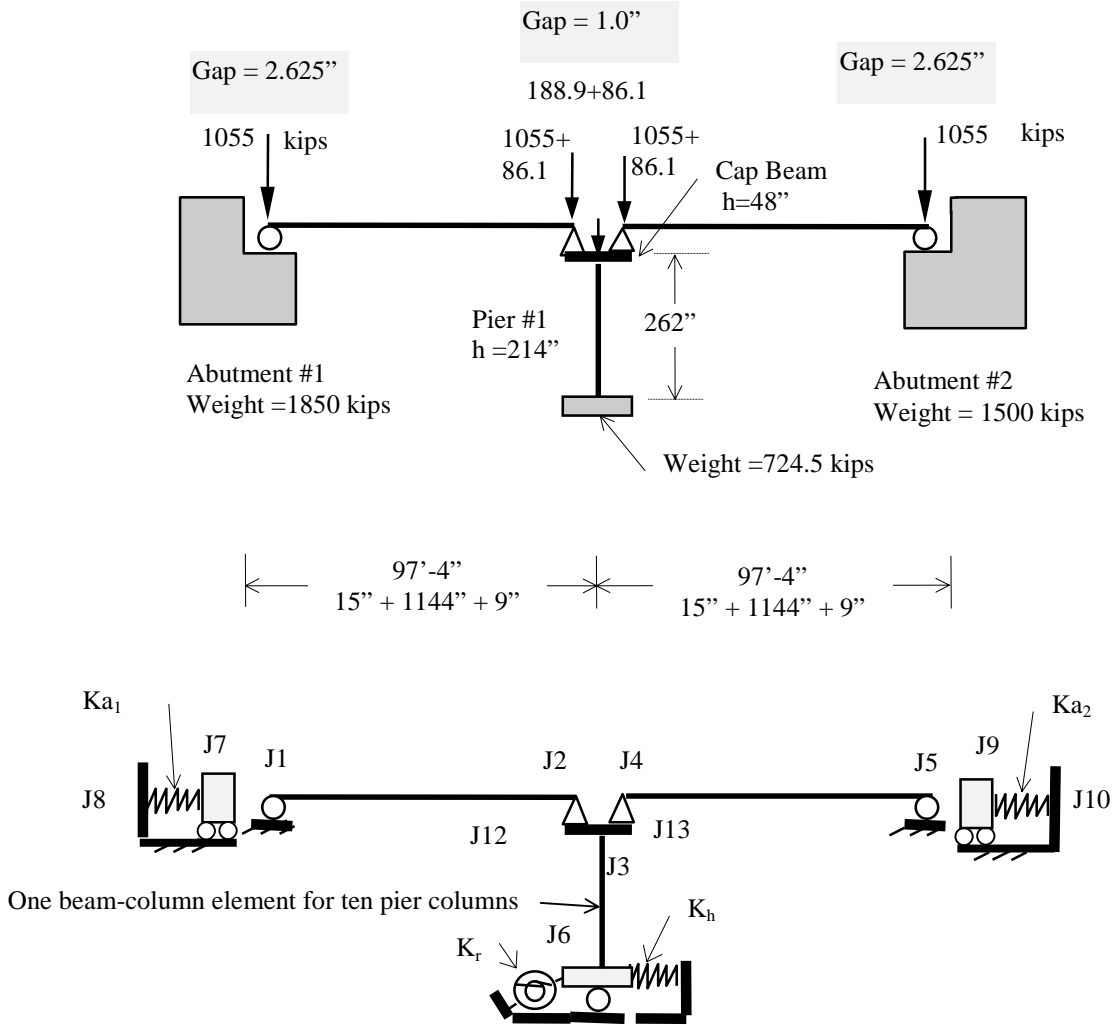 Gap = 1.0”
Gap = 2.625”
Gap = 2.625”
188.9+86.1
1055 kips
1055+
86.1
1055+
86.1
1055 kips
Cap Beam
h=48”
Pier #1
h =214”
262”
Abutment #1
Weight =1850 kips
Abutment #2
Weight = 1500 kips
Weight =724.5 kips
97’-4”
15” + 1144” + 9”
97’-4”
15” + 1144” + 9”
Ka1
Ka2
J7
J1
J2
J4
J5
J9
J8
J10
J12
J13
J3
One beam-column element for ten pier columns
J6
Kh
Kr